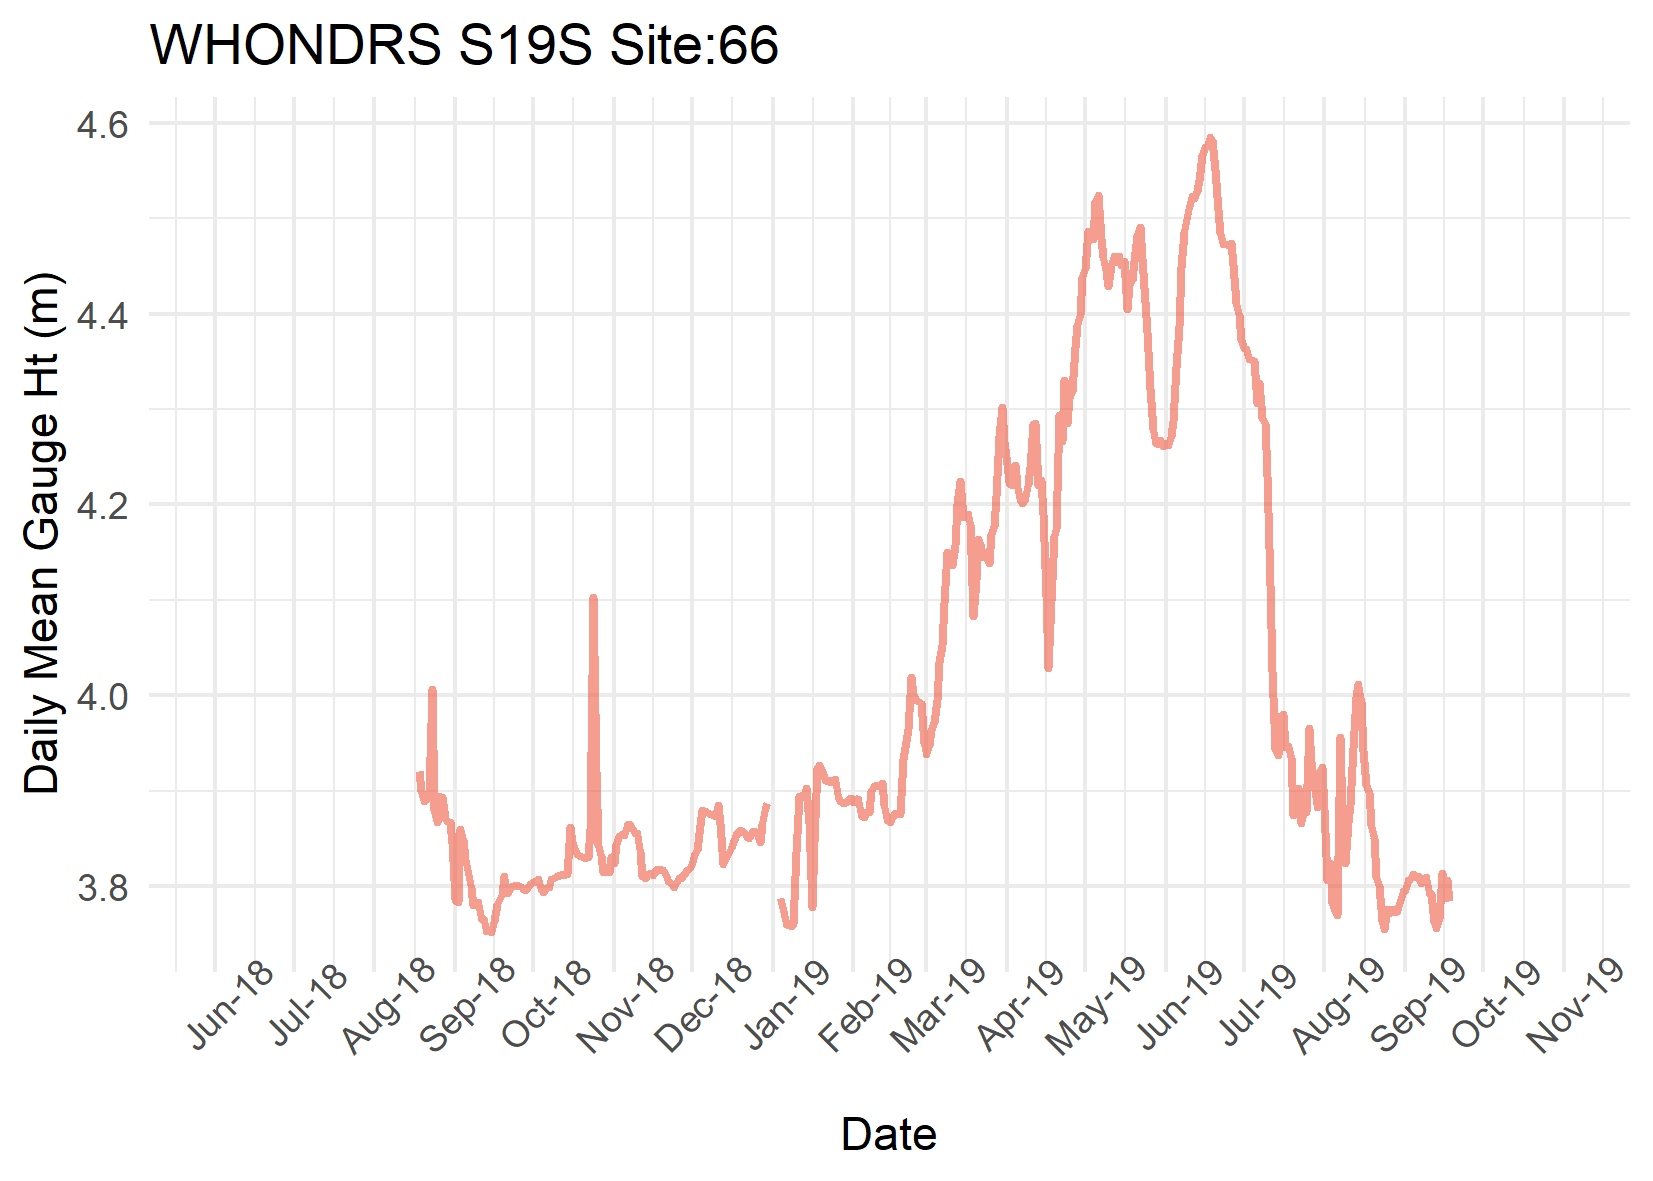 WHONDRS S19S Site:66
Daily Mean Gauge Ht (m)
4.6
4.4
4.2
4.0
3.8
Jun-18
Jul-18
Aug-18
Sep-18
Oct-18
Nov-18
Dec-18
Jan-19
Feb-19
Mar-19
Apr-19
May-19
Jun-19
Jul-19
Aug-19
Sep-19
Oct-19
Nov-19
Date